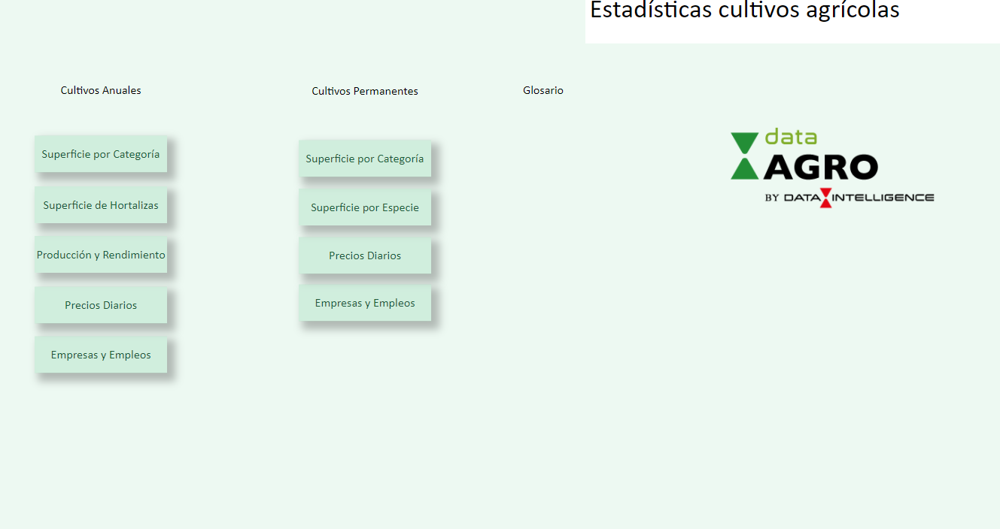 Estadísticas cultivos agrícolas
Cultivos Anuales
Superficie por Categoría
Superficie de Hortalizas
Producción y Rendimiento
Precios Diarios
Empresas y Empleos
Cultivos Permanentes
Superficie por Categoría
Superficie por Especie
Precios Diarios
Empresas y Empleos
Glosario
data
AGRO
BY DATA INTELLIGENCE